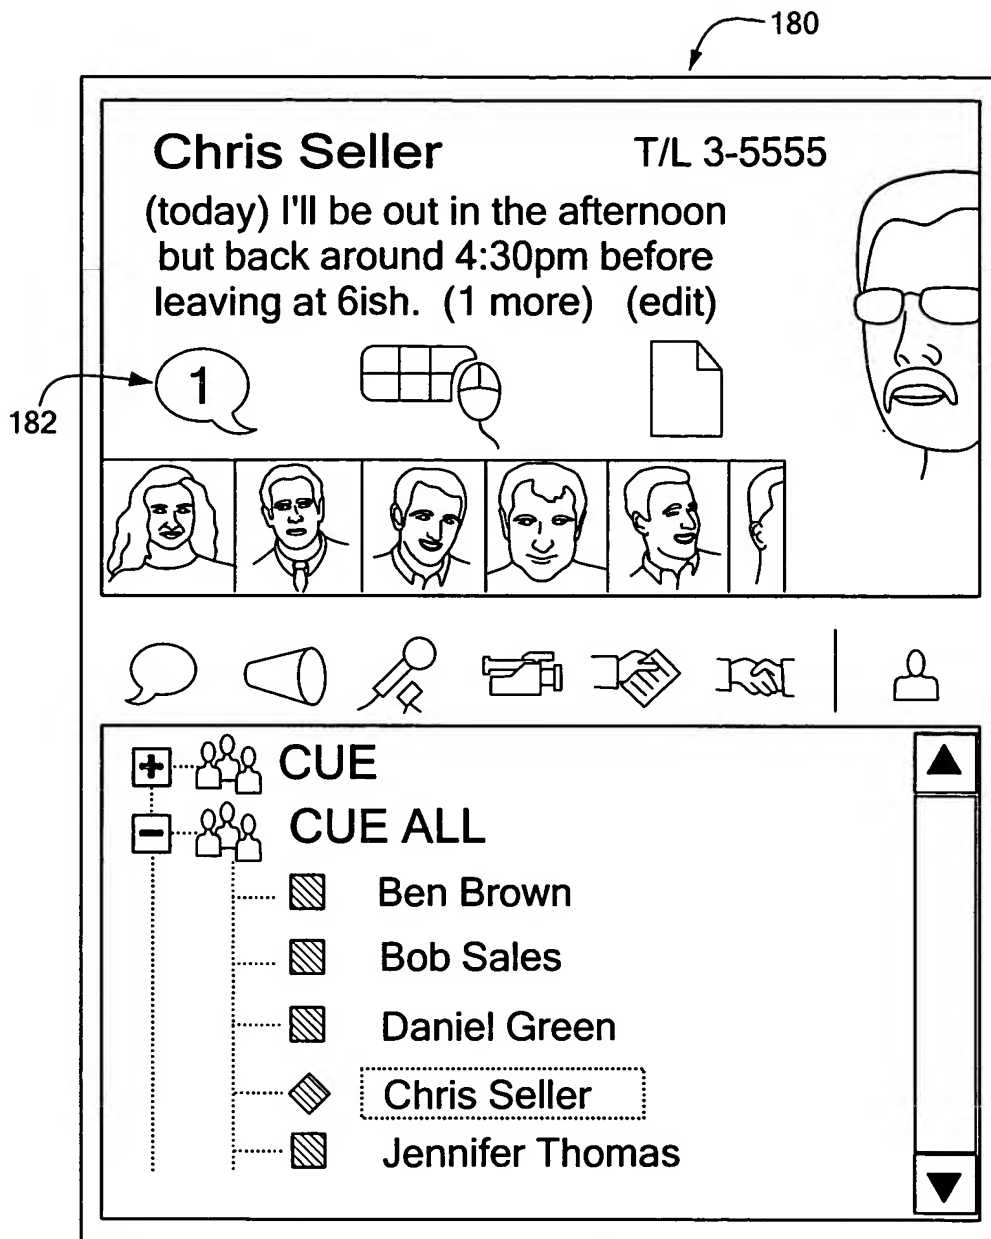 180
Chris Seller T/L 3-5555
(today) I'll be out in the afternoon
but back around 4:30pm before
leaving at 6ish. (1 more) (edit)
1
182
CUE
CUE ALL
Ben Brown
Bob Sales
Daniel Green
Chris Seller
Jennifer Thomas